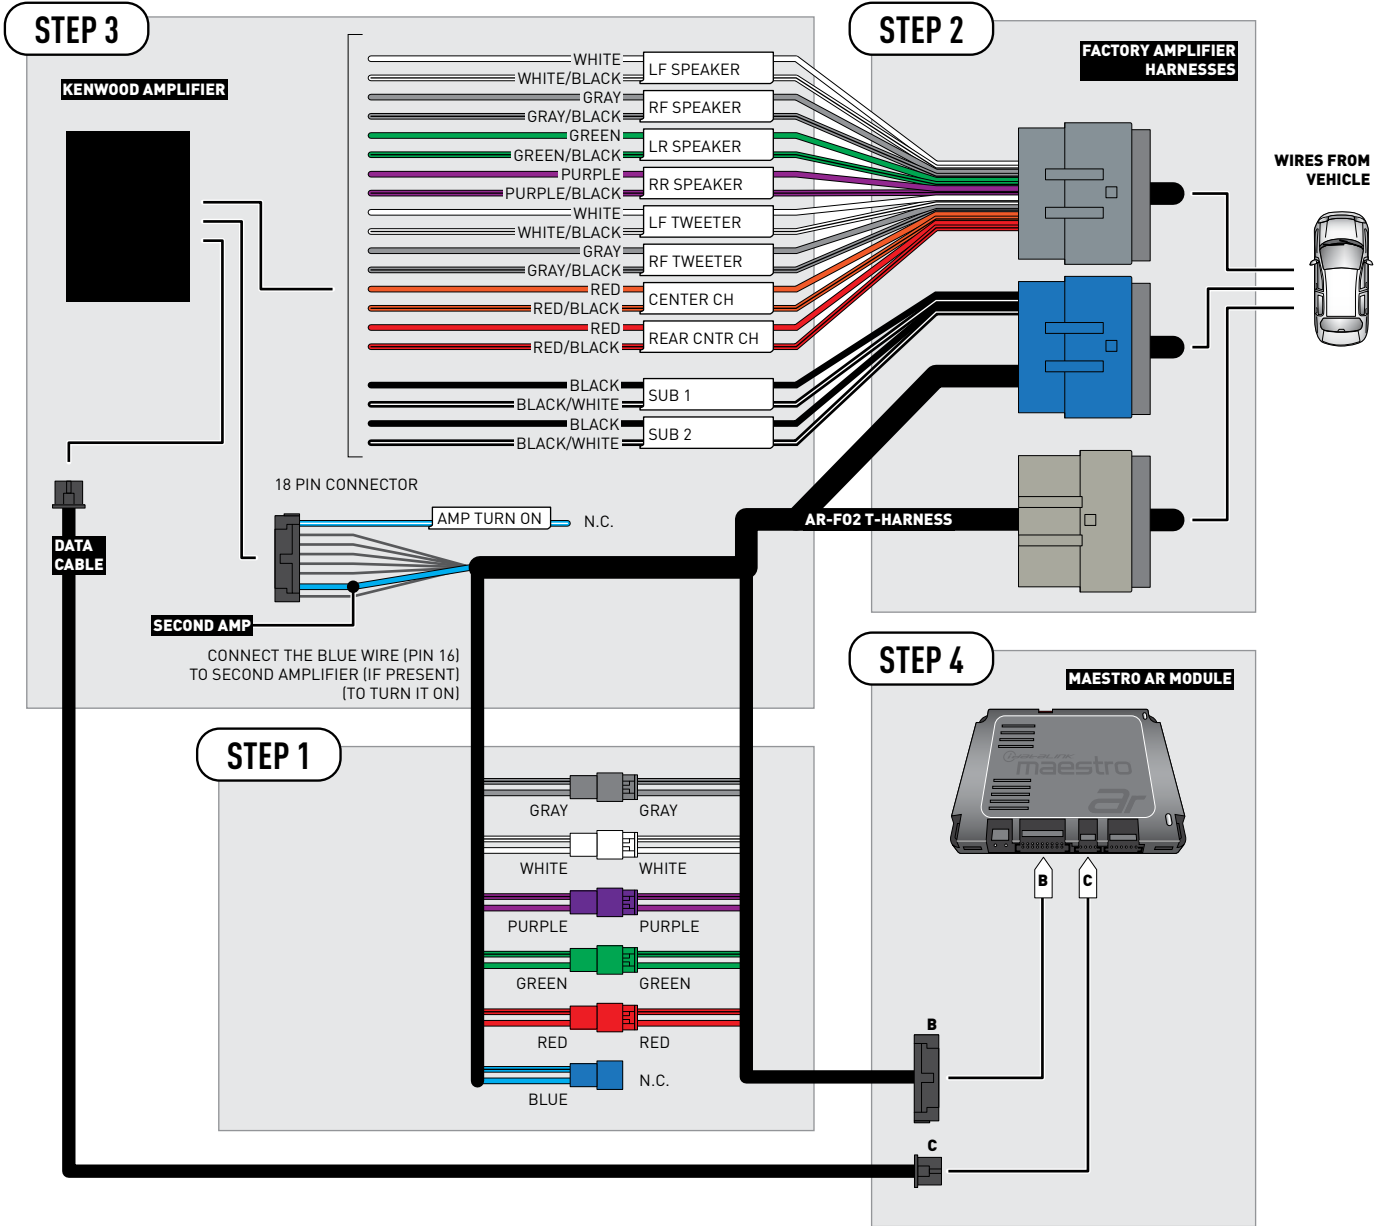 STEP 3
KENWOOD AMPLIFIER
WHITE
WHITE/BLACK
LF SPEAKER
GRAY
GRAY/BLACK
RF SPEAKER
GREEN
GREEN/BLACK
LR SPEAKER
PURPLE
PURPLE/BLACK
RR SPEAKER
WHITE
WHITE/BLACK
LF TWEETER
GRAY
GRAY/BLACK
RF TWEETER
RED
RED/BLACK
CENTER CH
RED
RED/BLACK
REAR CNTR CH
BLACK
BLACK/WHITE
SUB 1
BLACK
BLACK/WHITE
SUB 2
18 PIN CONNECTOR
AMP TURN ON
N.C.
DATA
CABLE
SECOND AMP
CONNECT THE BLUE WIRE (PIN 16)
TO SECOND AMPLIFIER (IF PRESENT)
(TO TURN IT ON)
STEP 2
FACTORY AMPLIFIER
HARNESSES
WIRES FROM
VEHICLE
AR-FO2 T-HARNESS
STEP 1
GRAY
GRAY
WHITE
WHITE
PURPLE
PURPLE
GREEN
GREEN
RED
RED
BLUE
N.C.
STEP 4
MAESTRO AR MODULE
maestro
ar
B
C
B
C